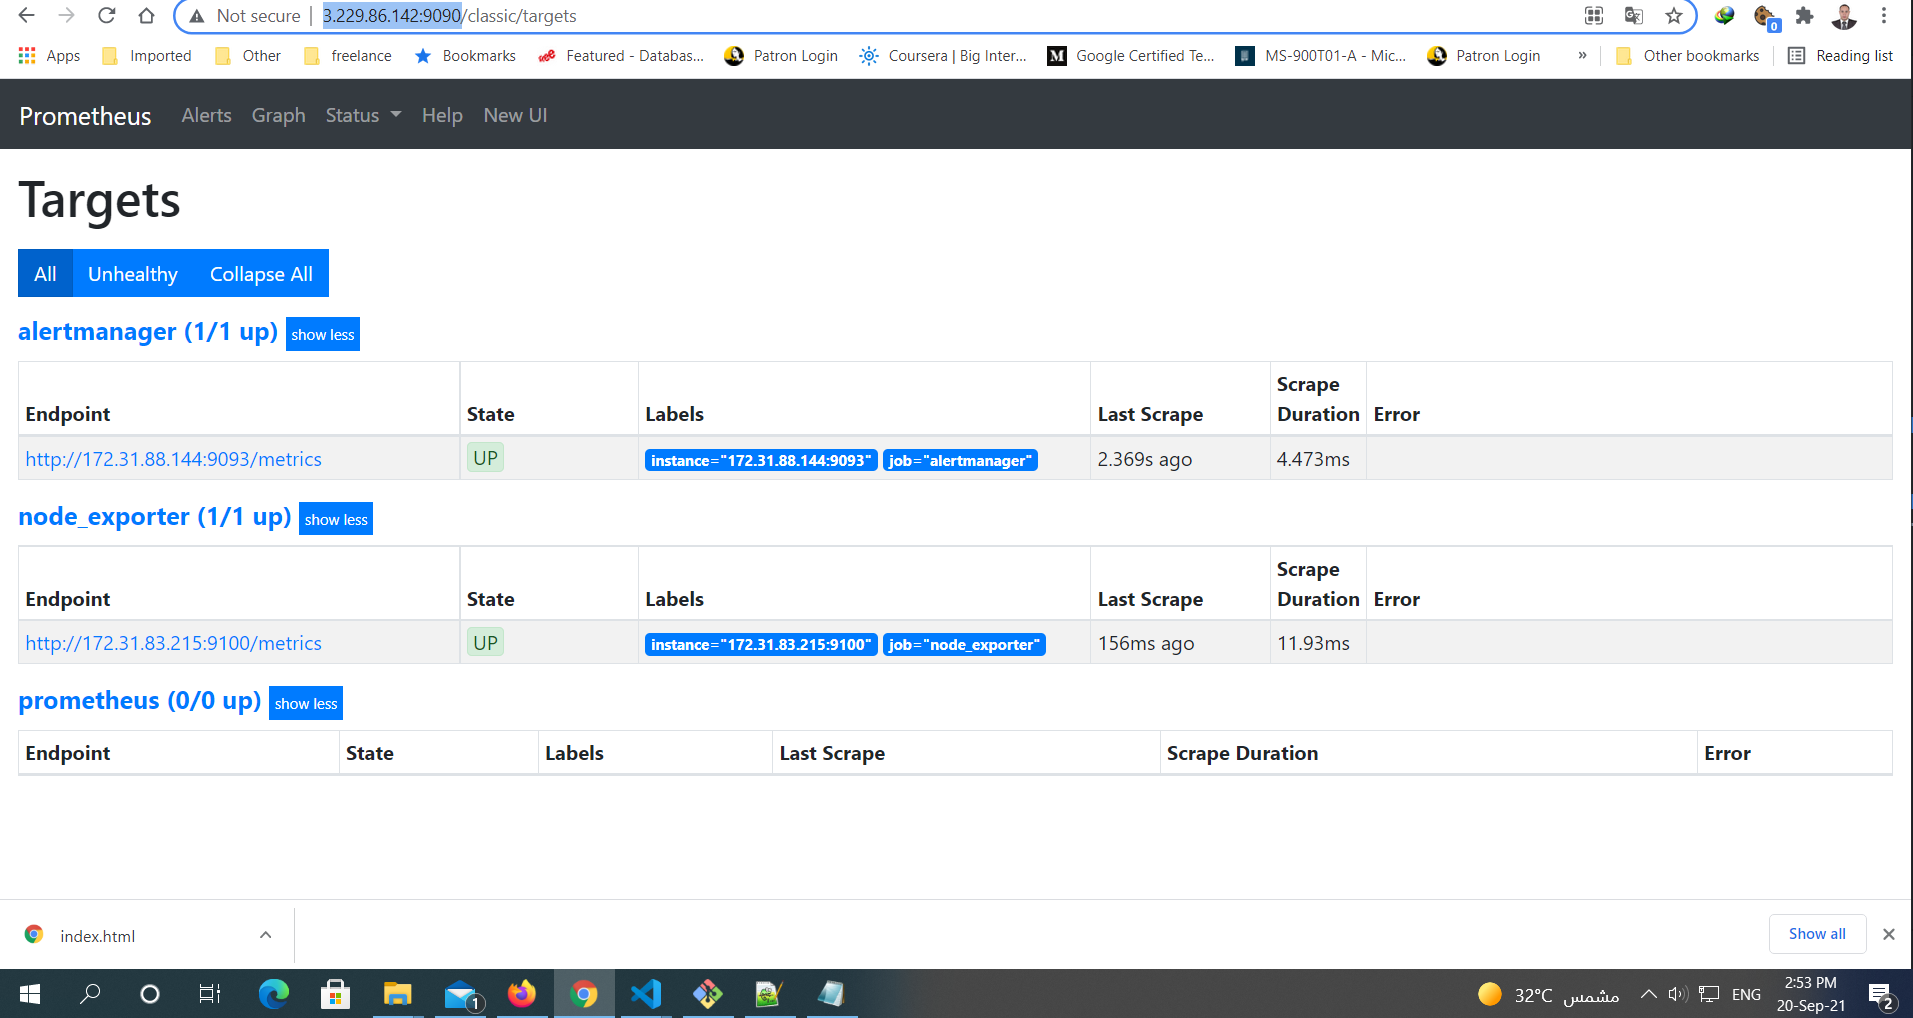 Not secure | 3.229.86.142:9090/classic/targets
0
Apps Imported Other freelance Bookmarks Featured - Databas... Patron Login Coursera | Big Inter... Google Certified Te... MS-900T01-A - Mic... Patron Login » Other bookmarks Reading list
Prometheus Alerts Graph Status Help New UI
Targets
All Unhealthy Collapse All
alertmanager (1/1 up) show less
Endpoint State Labels Last Scrape Scrape Duration Error
http://172.31.88.144:9093/metrics UP instance="172.31.88.144:9093" job="alertmanager" 2.369s ago 4.473ms
node_exporter (1/1 up) show less
Endpoint State Labels Last Scrape Scrape Duration Error
http://172.31.83.215:9100/metrics UP instance="172.31.83.215:9100" job="node_exporter" 156ms ago 11.93ms
prometheus (0/0 up) show less
Endpoint State Labels Last Scrape Scrape Duration Error
index.html Show all
1 32°C مشمس ENG 2:53 PM
20-Sep-21 2